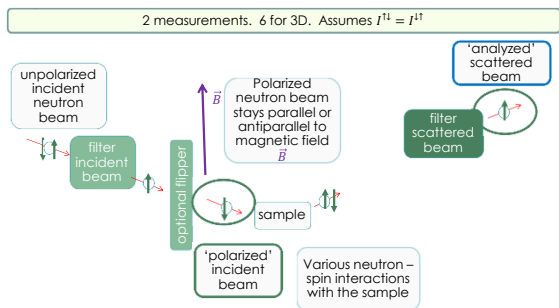 2 measurements. 6 for 3D. Assumes I↑↓ = I↓↑
unpolarized
incident
neutron
beam
filter
incident
beam
optional flipper
B⃗
Polarized
neutron beam
stays parallel or
antiparallel to
magnetic field
B⃗
sample
'polarized'
incident
beam
Various neutron –
spin interactions
with the sample
'analyzed'
scattered
beam
filter
scattered
beam